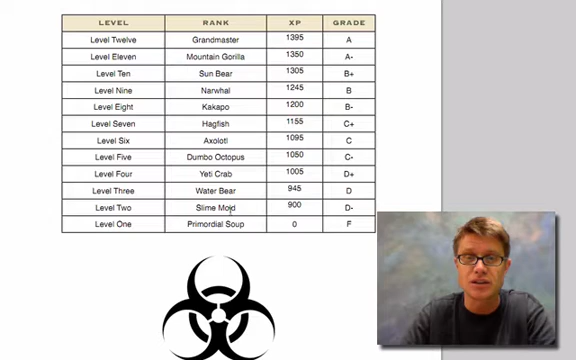 LEVEL RANK XP GRADE
Level Twelve Grandmaster 1395 A
Level Eleven Mountain Gorilla 1350 A-
Level Ten Sun Bear 1305 B+
Level Nine Narwhal 1245 B
Level Eight Kakapo 1200 B-
Level Seven Hagfish 1155 C+
Level Six Axolotl 1095 C
Level Five Dumbo Octopus 1050 C-
Level Four Yeti Crab 1005 D+
Level Three Water Bear 945 D
Level Two Slime Mold 900 D-
Level One Primordial Soup 0 F